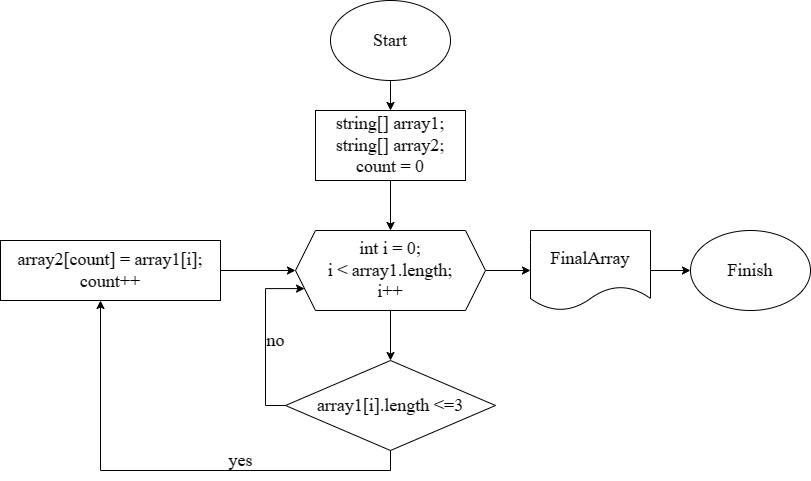 Start
string[] array1;
string[] array2;
count = 0
array2[count] = array1[i];
count++
int i = 0;
i < array1.length;
i++
FinalArray
Finish
no
array1[i].length <=3
yes